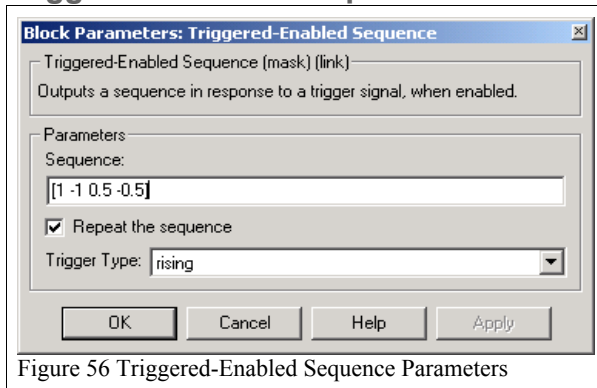 Block Parameters: Triggered-Enabled Sequence
Triggered-Enabled Sequence (mask) (link)
Outputs a sequence in response to a trigger signal, when enabled.
Parameters
Sequence:
[1 -1 0.5 -0.5]
Repeat the sequence
Trigger Type: rising
OK Cancel Help Apply
Figure 56 Triggered-Enabled Sequence Parameters